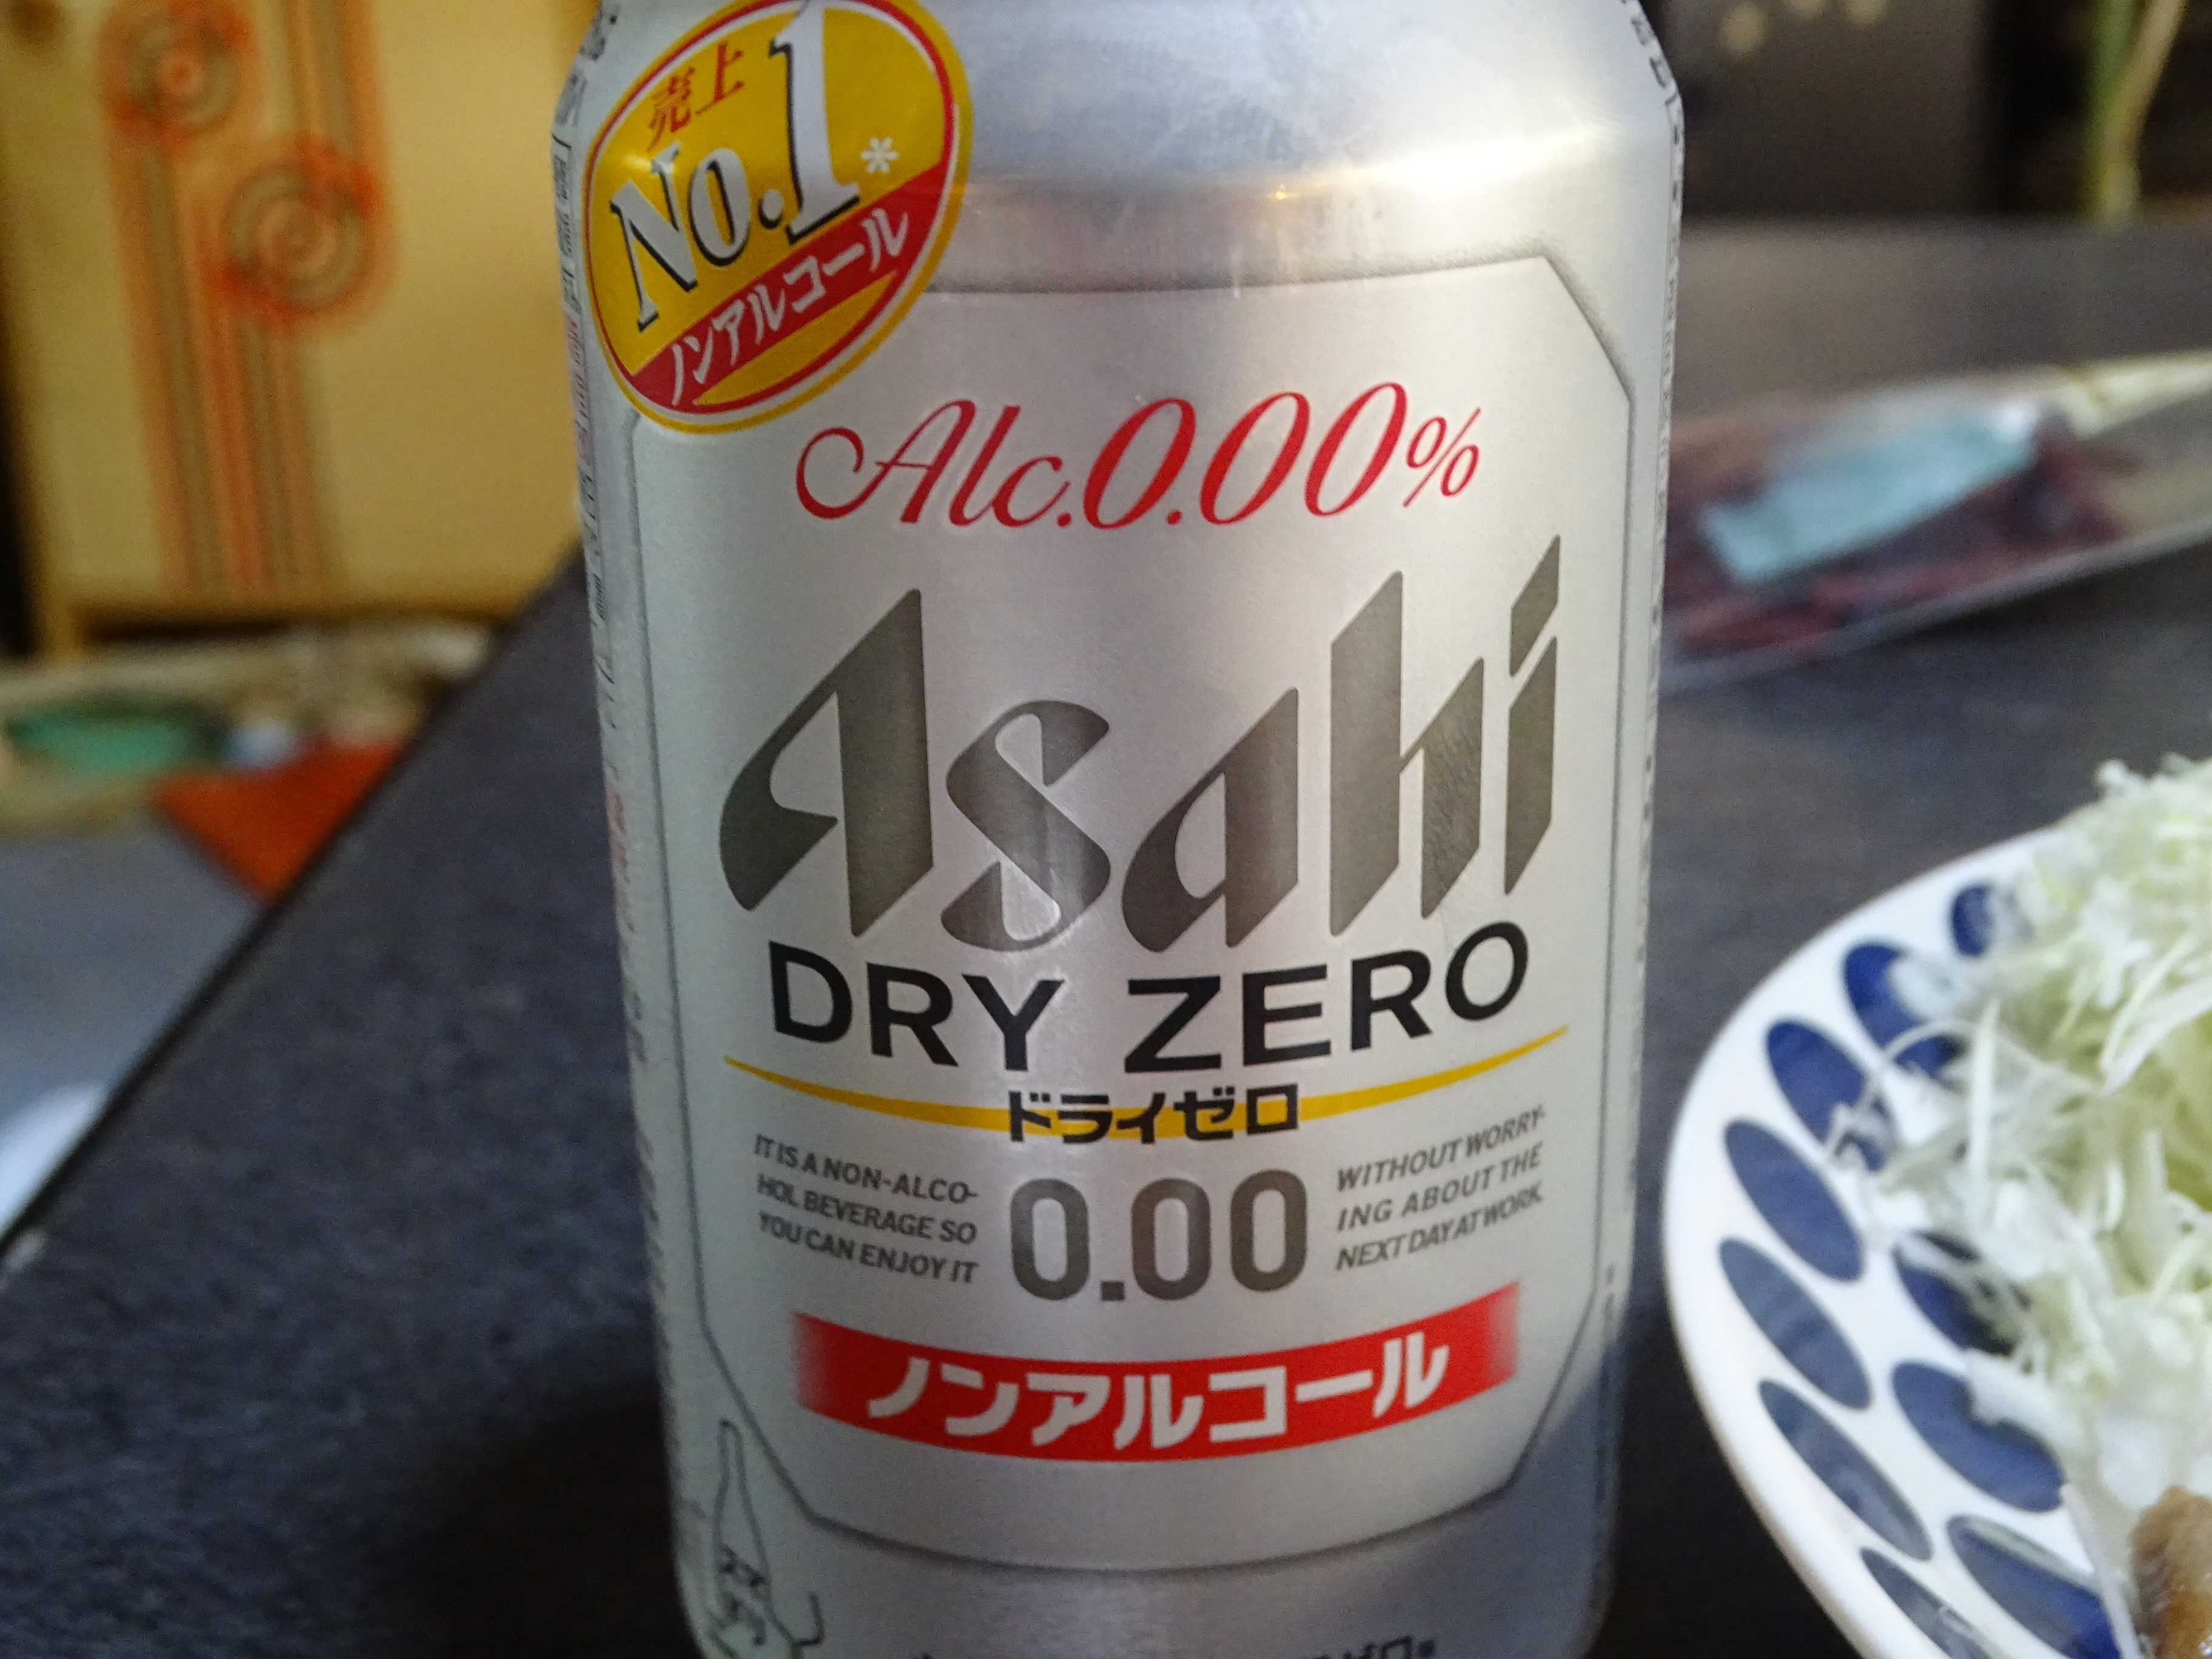 売上
No.1*
ノンアルコール
Alc.0.00%
Asahi
DRY ZERO
ドライゼロ
IT IS A NON-ALCO-
HOL BEVERAGE SO
YOU CAN ENJOY IT
0.00
WITHOUT WORRY-
ING ABOUT THE
NEXT DAY AT WORK.
ノンアルコール